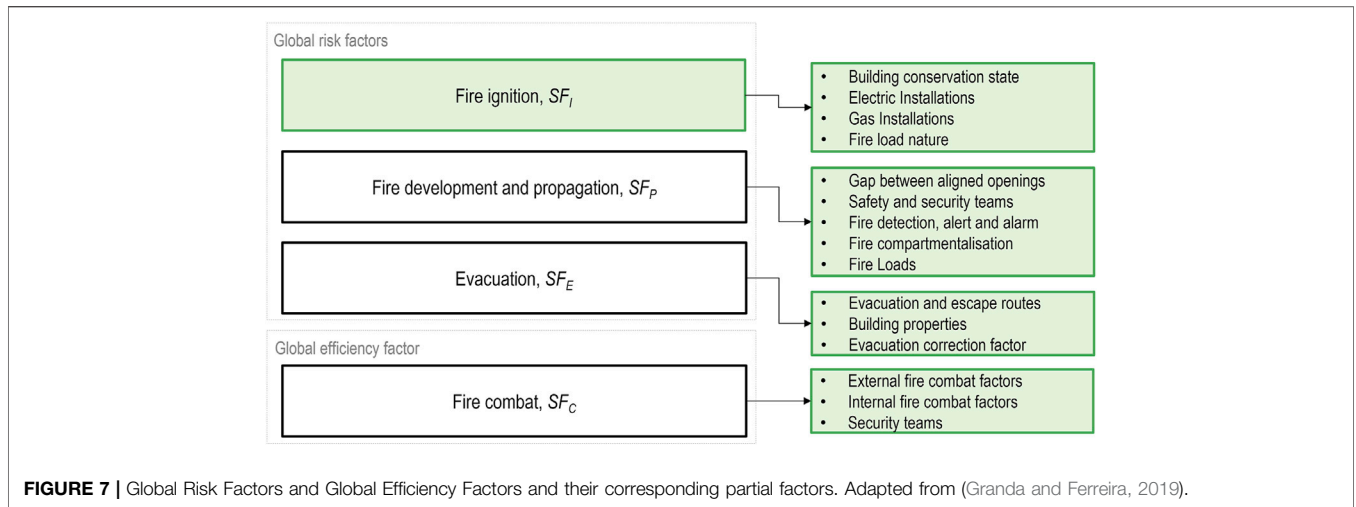 Global risk factors
Fire ignition, SF_I
• Building conservation state
• Electric Installations
• Gas Installations
• Fire load nature
Fire development and propagation, SF_P
• Gap between aligned openings
• Safety and security teams
• Fire detection, alert and alarm
• Fire compartmentalisation
• Fire Loads
Evacuation, SF_E
• Evacuation and escape routes
• Building properties
• Evacuation correction factor
Global efficiency factor
Fire combat, SF_C
• External fire combat factors
• Internal fire combat factors
• Security teams
FIGURE 7 | Global Risk Factors and Global Efficiency Factors and their corresponding partial factors. Adapted from (Granda and Ferreira, 2019).